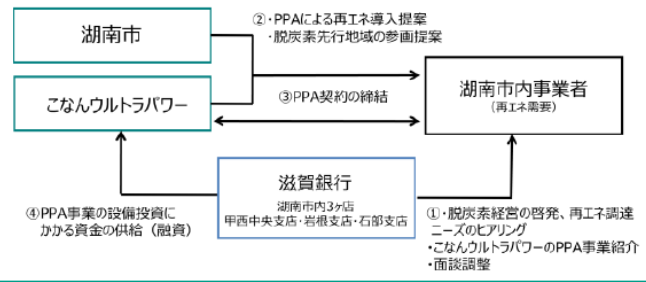 ②・PPAによる再エネ導入提案
・脱炭素先行地域の参画提案
湖南市
こなんウルトラパワー
③PPA契約の締結
湖南市内事業者
（再エネ需要）
滋賀銀行
湖南市内3ヶ店
甲西中央支店・岩根支店・石部支店
④PPA事業の設備投資に
かかる資金の供給（融資）
①・脱炭素経営の啓発、再エネ調達
ニーズのヒアリング
・こなんウルトラパワーのPPA事業紹介
・面談調整